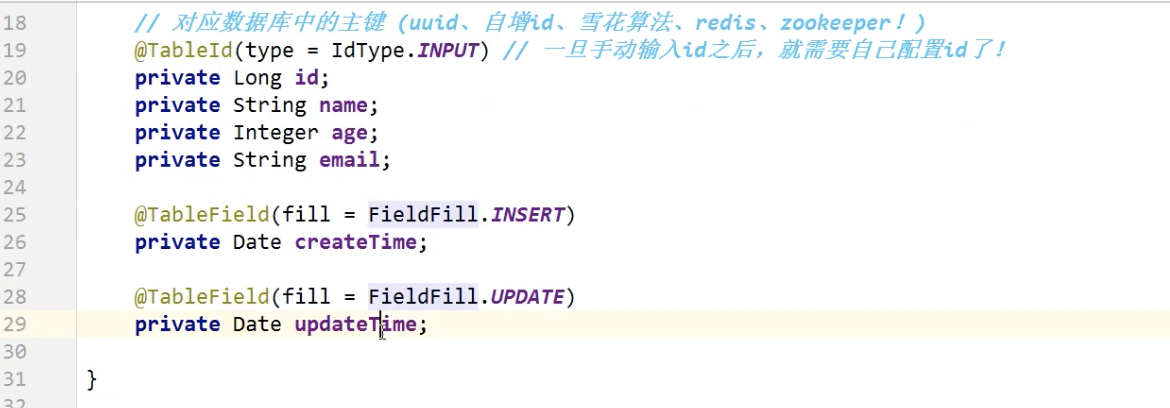 18 // 对应数据库中的主键 (uuid、自增id、雪花算法、redis、zookeeper！)
19 @TableId(type = IdType.INPUT) // 一旦手动输入id之后，就需要自己配置id了！
20 private Long id;
21 private String name;
22 private Integer age;
23 private String email;
24
25 @TableField(fill = FieldFill.INSERT)
26 private Date createTime;
27
28 @TableField(fill = FieldFill.UPDATE)
29 private Date updateTime;
30
31 }
32